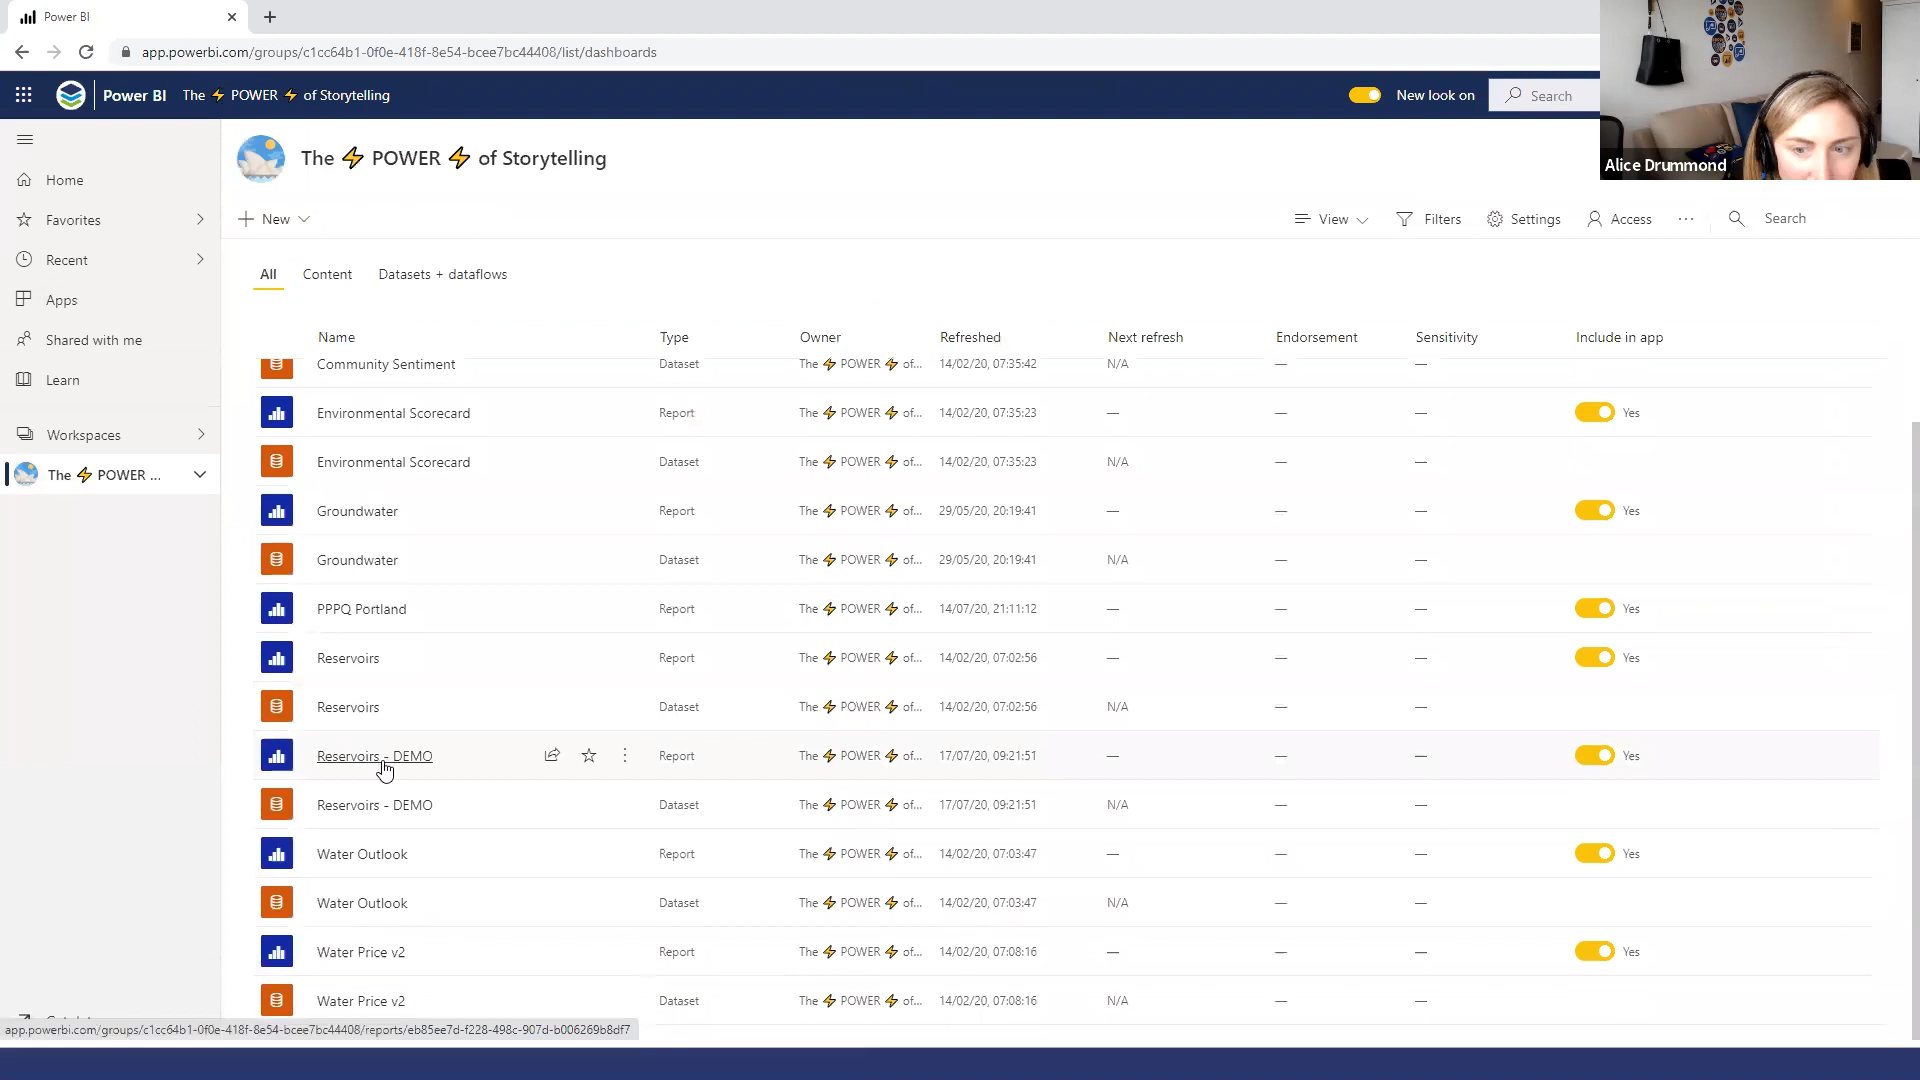 Power BI
app.powerbi.com/groups/c1cc64b1-0f0e-418f-8e54-bcee7bc44408/list/dashboards
Power BI The ⚡ POWER ⚡ of Storytelling New look on Search
Alice Drummond
The ⚡ POWER ⚡ of Storytelling
Home
Favorites
Recent
Apps
Shared with me
Learn
Workspaces
The ⚡ POWER ...
New View Filters Settings Access ... Search
All Content Datasets + dataflows
Name Type Owner Refreshed Next refresh Endorsement Sensitivity Include in app
Community Sentiment Dataset The ⚡ POWER ⚡ of... 14/02/20, 07:35:42 N/A — —
Environmental Scorecard Report The ⚡ POWER ⚡ of... 14/02/20, 07:35:23 — — — Yes
Environmental Scorecard Dataset The ⚡ POWER ⚡ of... 14/02/20, 07:35:23 N/A — —
Groundwater Report The ⚡ POWER ⚡ of... 29/05/20, 20:19:41 — — — Yes
Groundwater Dataset The ⚡ POWER ⚡ of... 29/05/20, 20:19:41 N/A — —
PPPQ Portland Report The ⚡ POWER ⚡ of... 14/07/20, 21:11:12 — — — Yes
Reservoirs Report The ⚡ POWER ⚡ of... 14/02/20, 07:02:56 — — — Yes
Reservoirs Dataset The ⚡ POWER ⚡ of... 14/02/20, 07:02:56 N/A — —
Reservoirs - DEMO Report The ⚡ POWER ⚡ of... 17/07/20, 09:21:51 — — — Yes
Reservoirs - DEMO Dataset The ⚡ POWER ⚡ of... 17/07/20, 09:21:51 N/A — —
Water Outlook Report The ⚡ POWER ⚡ of... 14/02/20, 07:03:47 — — — Yes
Water Outlook Dataset The ⚡ POWER ⚡ of... 14/02/20, 07:03:47 N/A — —
Water Price v2 Report The ⚡ POWER ⚡ of... 14/02/20, 07:08:16 — — — Yes
Water Price v2 Dataset The ⚡ POWER ⚡ of... 14/02/20, 07:08:16 N/A — —
app.powerbi.com/groups/c1cc64b1-0f0e-418f-8e54-bcee7bc44408/reports/eb85ee7d-f228-498c-907d-b006269b8df7